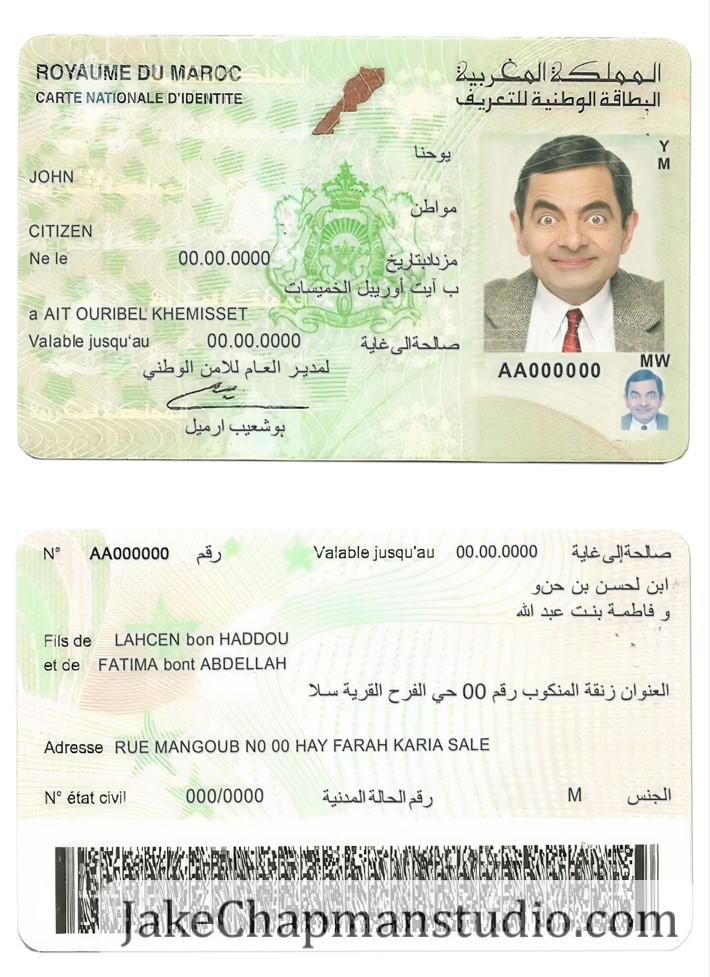 ROYAUME DU MAROC
المملكة المغربية
CARTE NATIONALE D'IDENTITE
البطاقة الوطنية للتعريف
Y
M
يوحنا
JOHN
مواطن
CITIZEN
Ne le 00.00.0000 مزدادبتاريخ
ب آيت أوريبل الخميسات
a AIT OURIBEL KHEMISSET
Valable jusqu'au 00.00.0000 صالحةإلى غاية
MW
AA000000
لمدير العام للامن الوطني
بوشعيب ارميل
N° AA000000 رقم Valable jusqu'au 00.00.0000 صالحةإلى غاية
ابن لحسن بن حنو
و فاطمة بنت عبد الله
Fils de LAHCEN bon HADDOU
et de FATIMA bont ABDELLAH
العنوان زنقة المنكوب رقم 00 حي الفرح القرية سلا
Adresse RUE MANGOUB N0 00 HAY FARAH KARIA SALE
N° état civil 000/0000 رقم الحالة المدنية M الجنس
JakeChapmanstudio.com